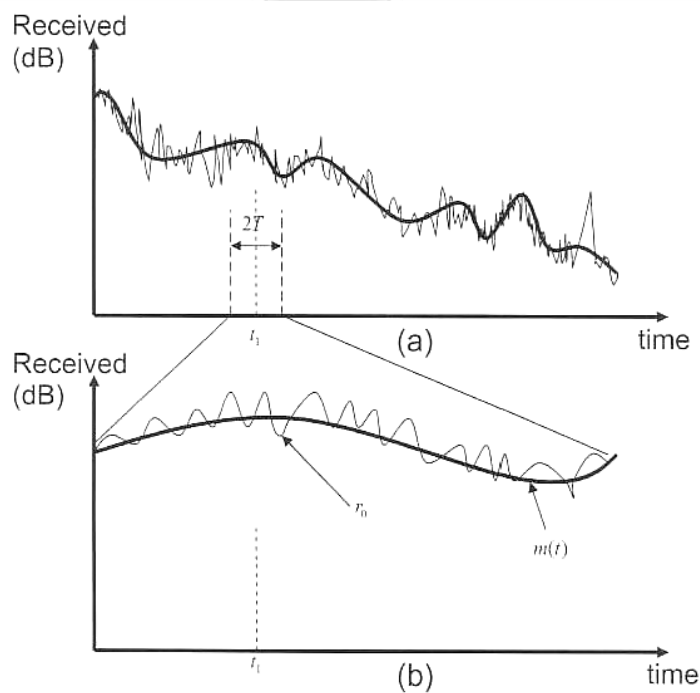 Received
(dB)
2T
t₁
(a)
time
Received
(dB)
r₀
m(t)
t₁
(b)
time